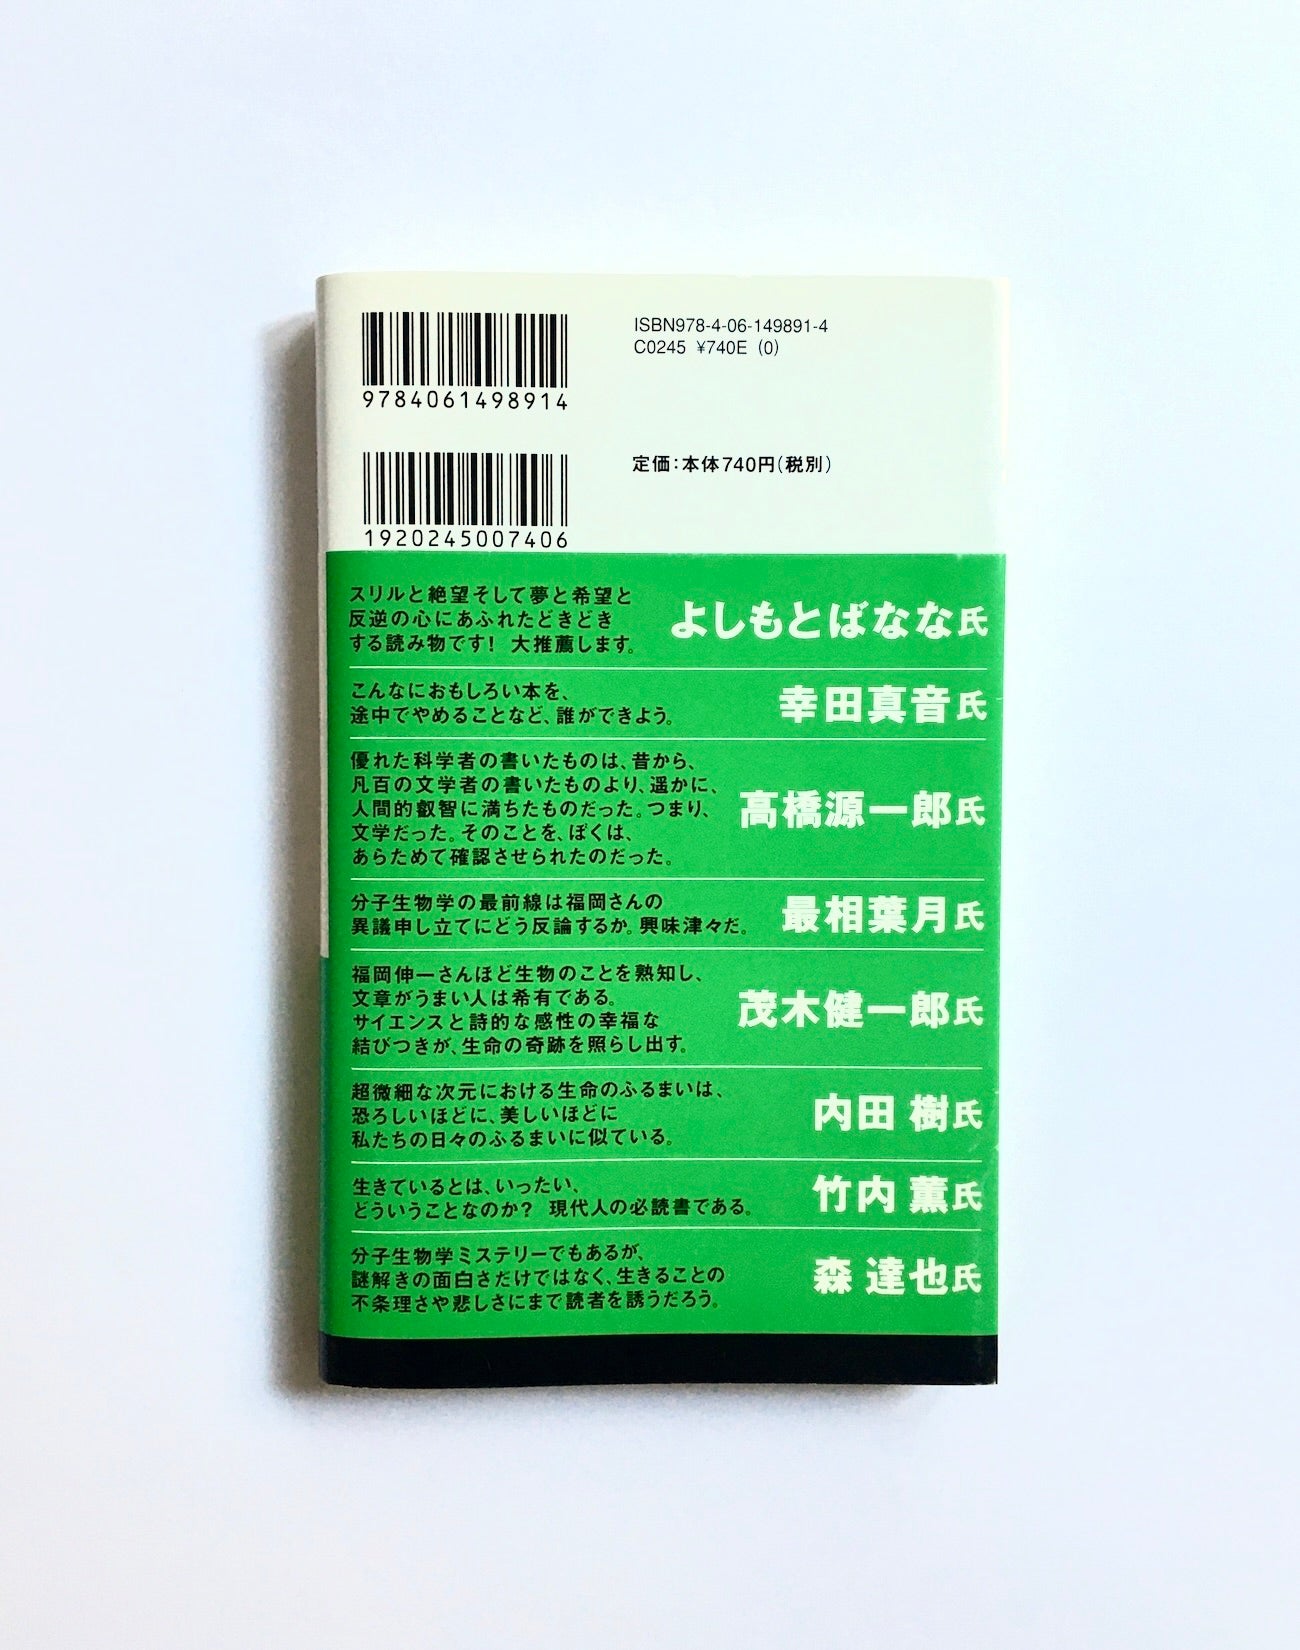 9784061498914
ISBN978-4-06-149891-4
C0245 ¥740E (0)
1920245007406
定価：本体740円（税別）
スリルと絶望そして夢と希望と
反逆の心にあふれたどきどき
する読み物です！ 大推薦します。
よしもとばなな氏
こんなにおもしろい本を、
途中でやめることなど、誰ができよう。
幸田真音氏
優れた科学者の書いたものは、昔から、
凡百の文学者の書いたものより、遥かに、
人間的叡智に満ちたものだった。つまり、
文学だった。そのことを、ぼくは、
あらためて確認させられたのだった。
高橋源一郎氏
分子生物学の最前線は福岡さんの
異議申し立てにどう反論するか。興味津々だ。
最相葉月氏
福岡伸一さんほど生物のことを熟知し、
文章がうまい人は希有である。
サイエンスと詩的な感性の幸福な
結びつきが、生命の奇跡を照らし出す。
茂木健一郎氏
超微細な次元における生命のふるまいは、
恐ろしいほどに、美しいほどに
私たちの日々のふるまいに似ている。
内田 樹氏
生きているとは、いったい、
どういうことなのか？ 現代人の必読書である。
竹内 薫氏
分子生物学ミステリーでもあるが、
謎解きの面白さだけではなく、生きることの
不条理さや悲しさにまで読者を誘うだろう。
森 達也氏